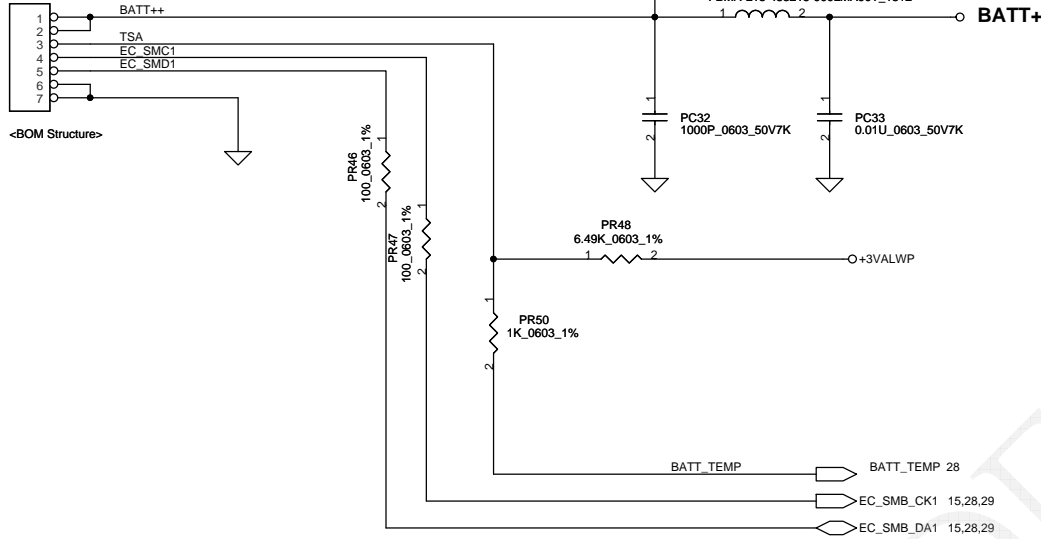 BATT++
1
2
3
4
5
6
7
TSA
EC_SMC1
EC_SMD1
<BOM Structure>
1
2
BATT+
1
PC32
1000P_0603_50V7K
2
1
PC33
0.01U_0603_50V7K
2
1
PR46
100_0603_1%
2
1
PR47
100_0603_1%
2
PR48
6.49K_0603_1%
1
2
+3VALWP
1
PR50
1K_0603_1%
2
BATT_TEMP
BATT_TEMP 28
EC_SMB_CK1 15,28,29
EC_SMB_DA1 15,28,29